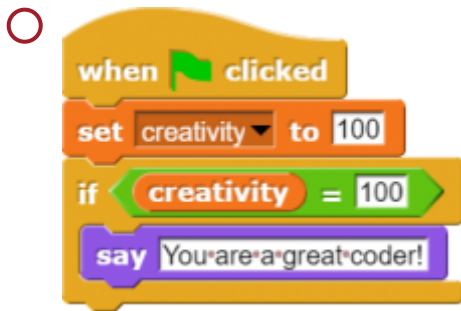 when clicked
set creativity to 100
if creativity = 100
say You are a great coder!